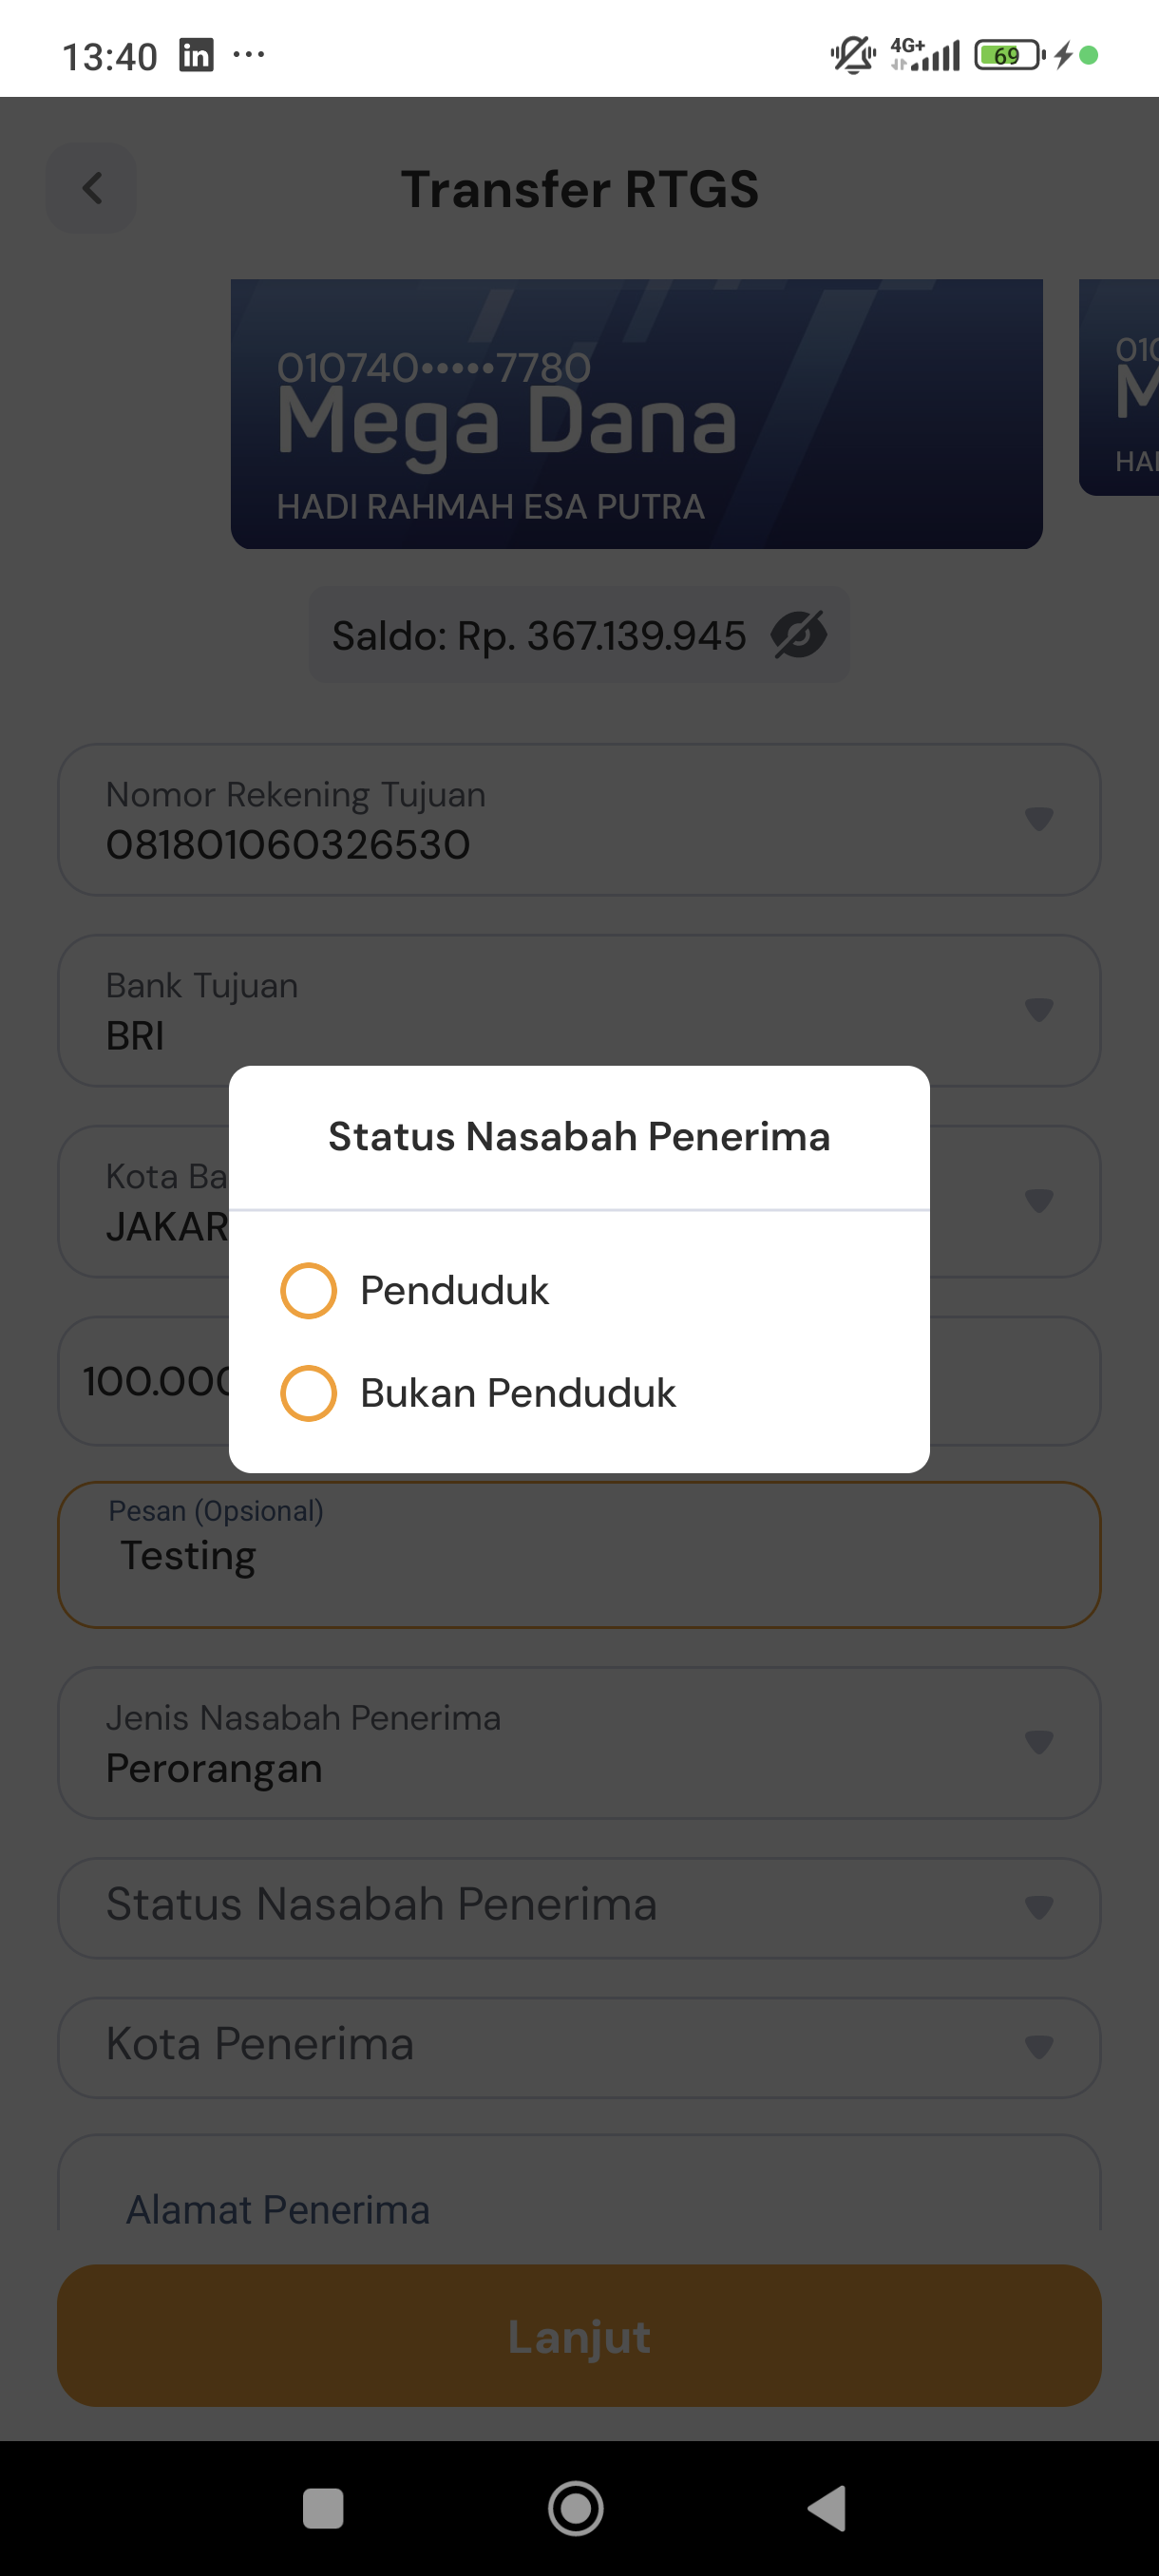 13:40 in ... 4G+ 69
Transfer RTGS
010740•••••7780
Mega Dana
HADI RAHMAH ESA PUTRA
Saldo: Rp. 367.139.945
Nomor Rekening Tujuan
081801060326530
Bank Tujuan
BRI
Kota Ba
JAKAR
100.000
Status Nasabah Penerima
Penduduk
Bukan Penduduk
Pesan (Opsional)
Testing
Jenis Nasabah Penerima
Perorangan
Status Nasabah Penerima
Kota Penerima
Alamat Penerima
Lanjut